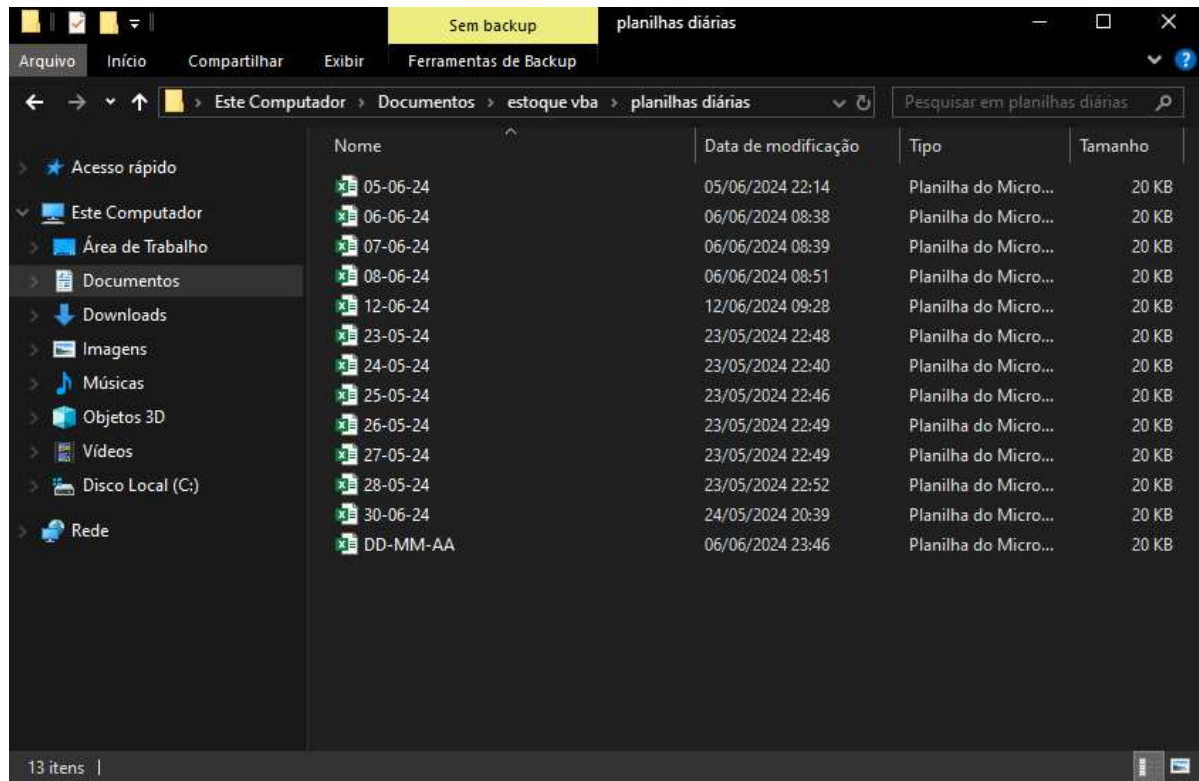 Sem backup planilhas diárias
Arquivo Início Compartilhar Exibir Ferramentas de Backup
Este Computador Documentos estoque vba planilhas diárias Pesquisar em planilhas diárias
Nome Data de modificação Tipo Tamanho
Acesso rápido
Este Computador
Área de Trabalho
Documentos
Downloads
Imagens
Músicas
Objetos 3D
Vídeos
Disco Local (C:)
Rede
05-06-24 05/06/2024 22:14 Planilha do Micro... 20 KB
06-06-24 06/06/2024 08:38 Planilha do Micro... 20 KB
07-06-24 06/06/2024 08:39 Planilha do Micro... 20 KB
08-06-24 06/06/2024 08:51 Planilha do Micro... 20 KB
12-06-24 12/06/2024 09:28 Planilha do Micro... 20 KB
23-05-24 23/05/2024 22:48 Planilha do Micro... 20 KB
24-05-24 23/05/2024 22:40 Planilha do Micro... 20 KB
25-05-24 23/05/2024 22:46 Planilha do Micro... 20 KB
26-05-24 23/05/2024 22:49 Planilha do Micro... 20 KB
27-05-24 23/05/2024 22:49 Planilha do Micro... 20 KB
28-05-24 23/05/2024 22:52 Planilha do Micro... 20 KB
30-06-24 24/05/2024 20:39 Planilha do Micro... 20 KB
DD-MM-AA 06/06/2024 23:46 Planilha do Micro... 20 KB
13 itens